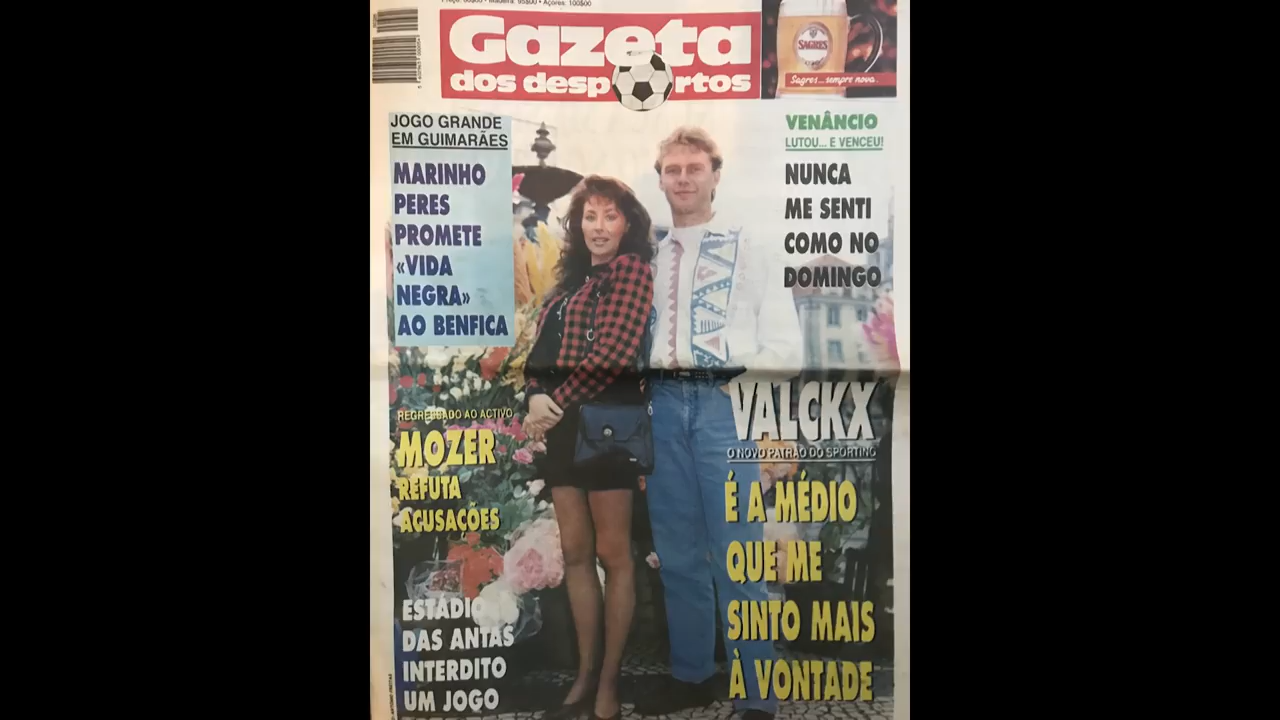 Gazeta
dos desportos
SAGRES
Sagres... sempre nova.
JOGO GRANDE
EM GUIMARÃES
MARINHO
PERES
PROMETE
«VIDA
NEGRA»
AO BENFICA
VENÂNCIO
LUTOU... E VENCEU!
NUNCA
ME SENTI
COMO NO
DOMINGO
REGRESSADO AO ACTIVO
MOZER
REFUTA
ACUSAÇÕES
VALCKX
O NOVO PATRÃO DO SPORTING
É A MÉDIO
QUE ME
SINTO MAIS
À VONTADE
ESTÁDIO
DAS ANTAS
INTERDITO
UM JOGO